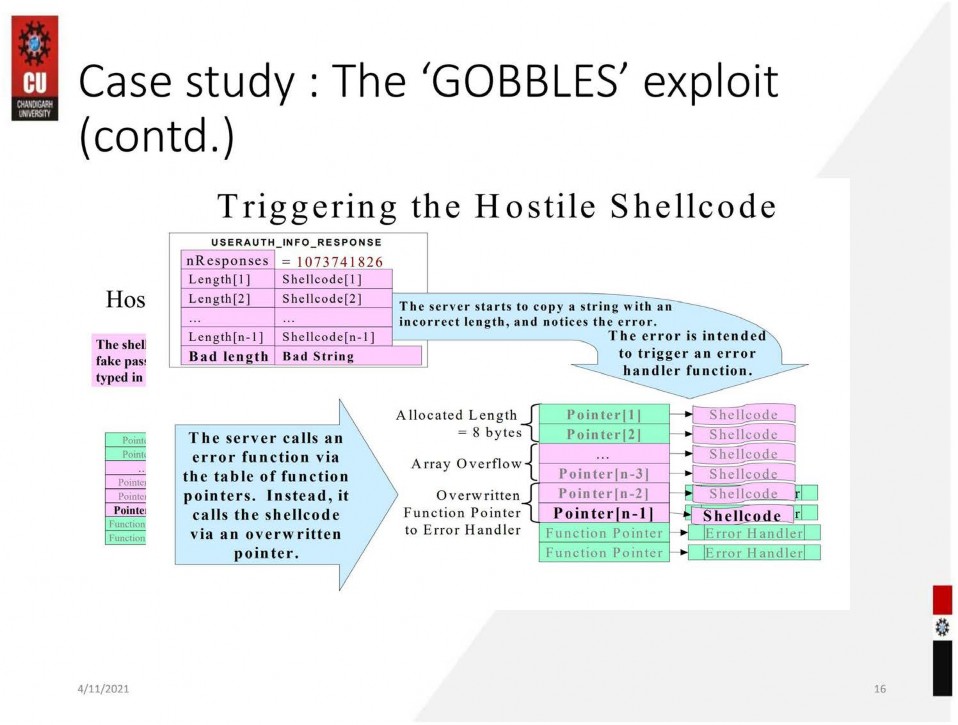 CU
CHANDIGARH
UNIVERSITY
Case study : The ‘GOBBLES’ exploit
(contd.)
Triggering the Hostile Shellcode
USERAUTH_INFO_RESPONSE
nResponses = 1073741826
Length[1] Shellcode[1]
Length[2] Shellcode[2]
... ...
Length[n-1] Shellcode[n-1]
Bad length Bad String
Hos
The shel
fake pas
typed in
The server starts to copy a string with an
incorrect length, and notices the error.
The error is intended
to trigger an error
handler function.
Pointe
Pointe
..
Pointer
Pointer
Pointe
Function
Function
The server calls an
error function via
the table of function
pointers. Instead, it
calls the shellcode
via an overwritten
pointer.
Allocated Length
= 8 bytes
Array Overflow
Overwritten
Function Pointer
to Error Handler
Pointer[1] Shellcode
Pointer[2] Shellcode
... Shellcode
Pointer[n-3] Shellcode
Pointer[n-2] Shellcode r
Pointer[n-1] Shellcode r
Function Pointer Error Handler
Function Pointer Error Handler
4/11/2021
16